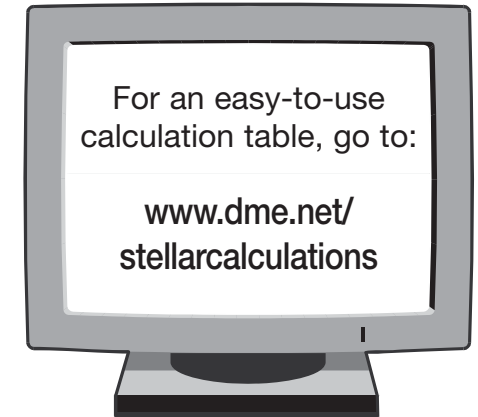 For an easy-to-use
calculation table, go to:
www.dme.net/
stellarcalculations